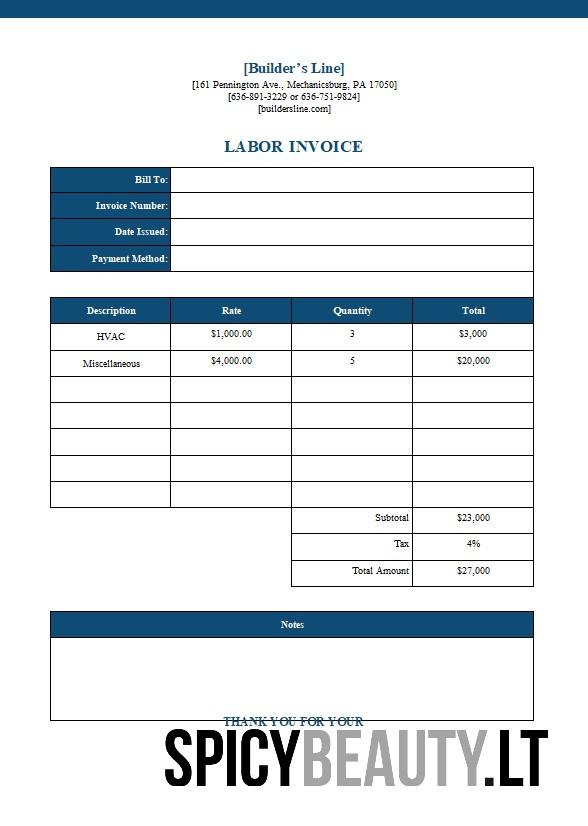 [Builder’s Line]
[161 Pennington Ave., Mechanicsburg, PA 17050]
[636-891-3229 or 636-751-9824]
[buildersline.com]
LABOR INVOICE
Bill To:
Invoice Number:
Date Issued:
Payment Method:
Description Rate Quantity Total
HVAC $1,000.00 3 $3,000
Miscellaneous $4,000.00 5 $20,000
Subtotal $23,000
Tax 4%
Total Amount $27,000
Notes
THANK YOU FOR YOUR
SPICYBEAUTY.LT